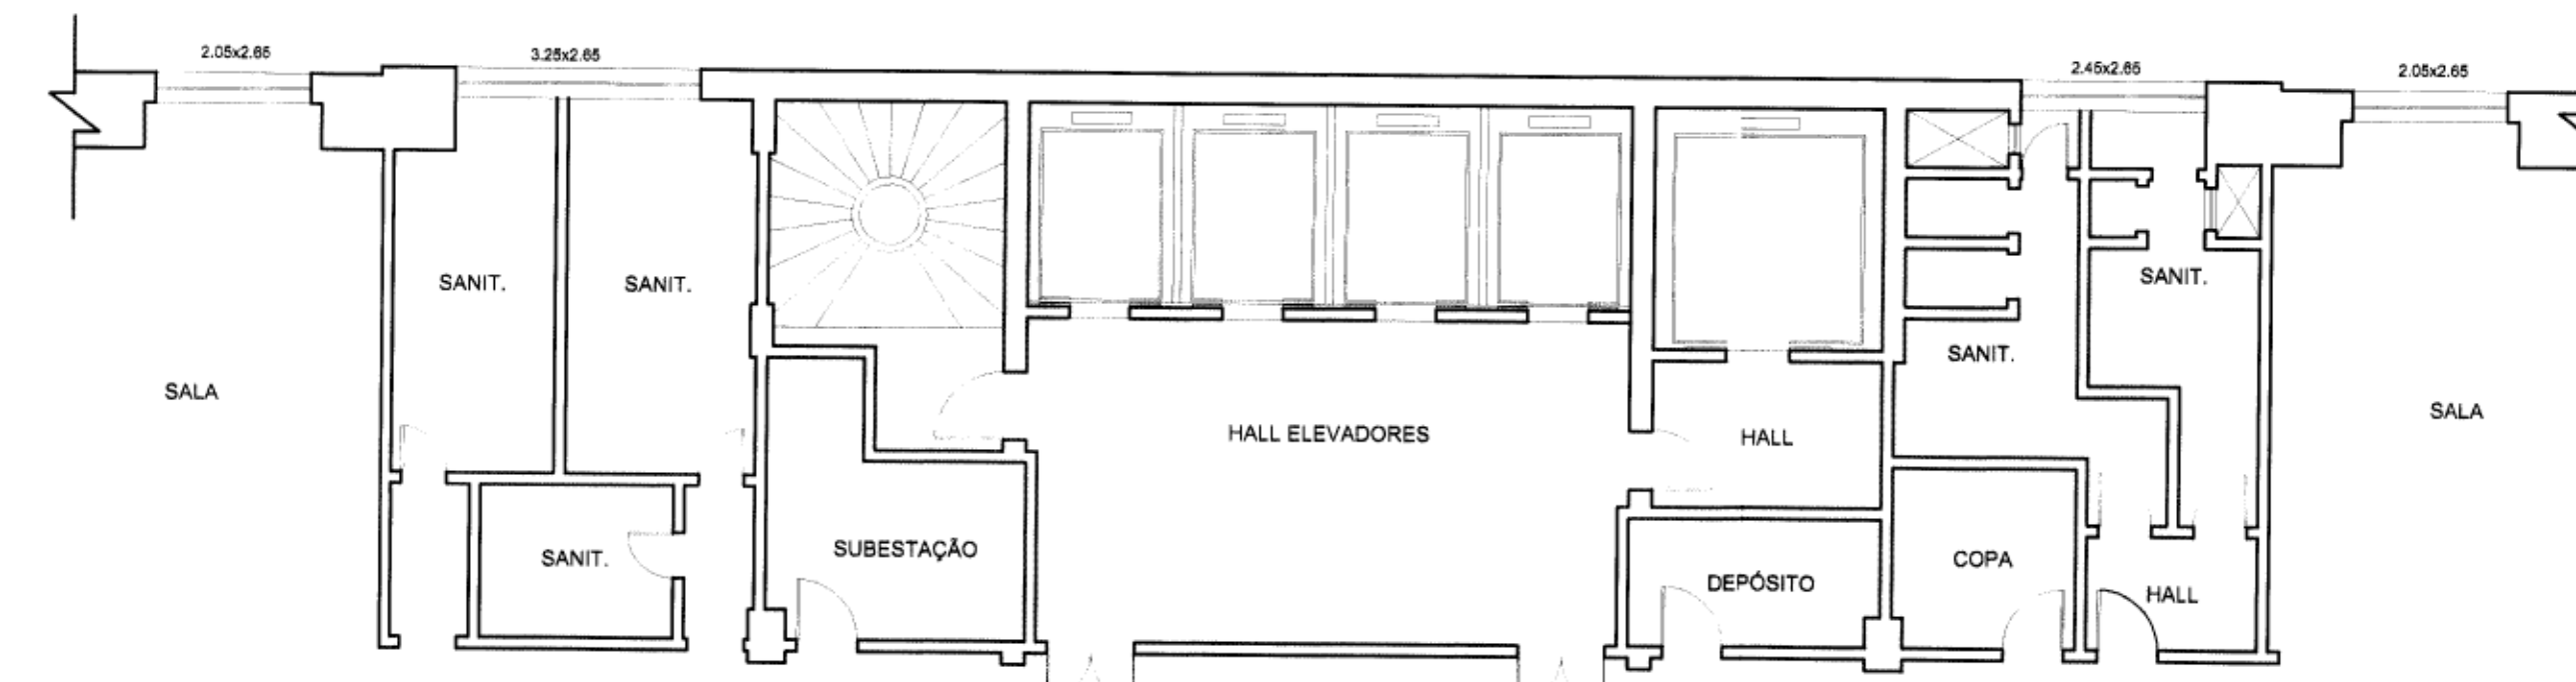 2.05x2.65
3.25x2.65
2.45x2.65
2.05x2.65
SANIT.
SANIT.
SANIT.
SANIT.
SALA
HALL ELEVADORES
HALL
SALA
SUBESTAÇÃO
SANIT.
DEPÓSITO
COPA
HALL